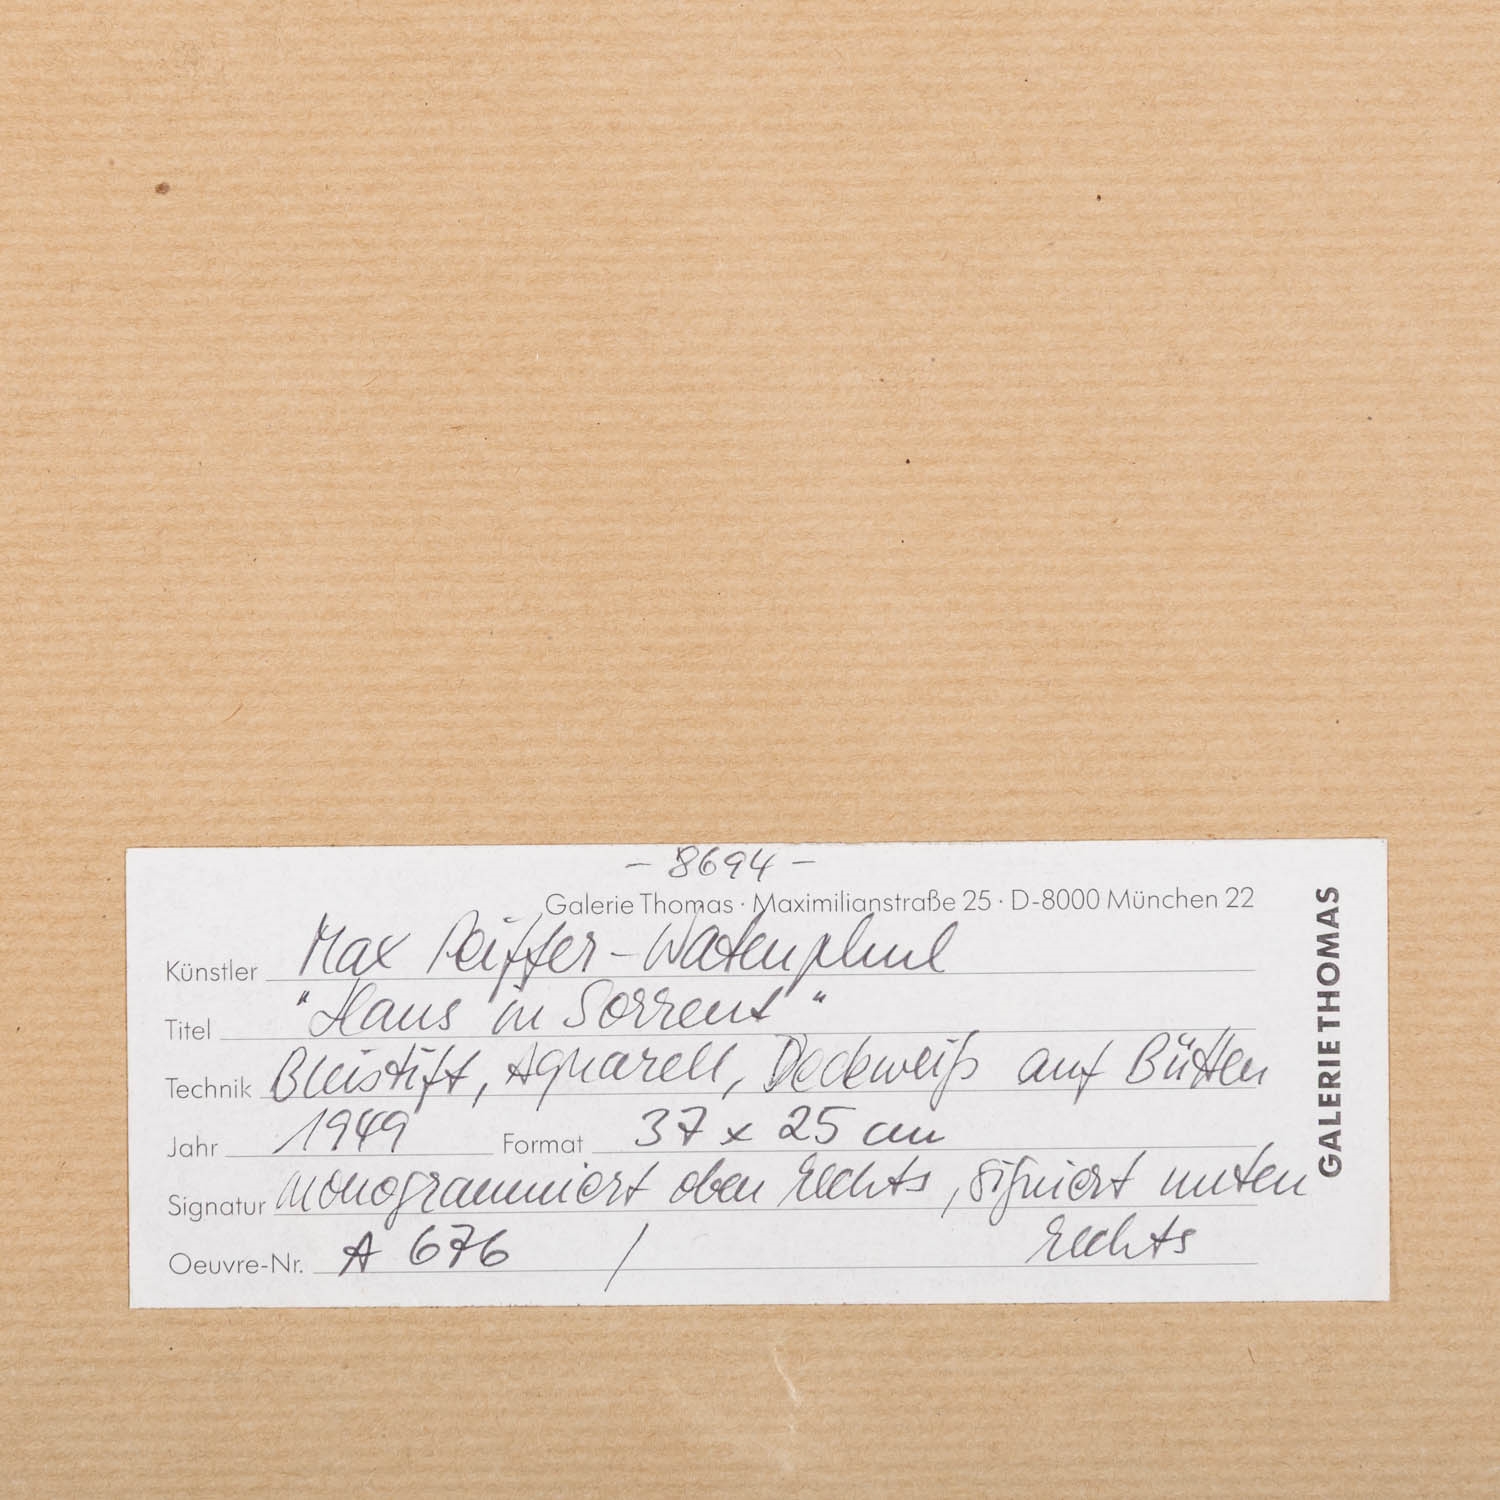 - 8694 -
Galerie Thomas · Maximilianstraße 25 · D-8000 München 22
Künstler Max Peiffer-Watenphul
Titel "Haus in Sorrent"
Technik Bleistift, Aquarell, Deckweiß auf Bütten
Jahr 1949 Format 37 x 25 cm
Signatur monogrammiert oben rechts, signiert unten
rechts
Oeuvre-Nr. A 676 /
GALERIE THOMAS